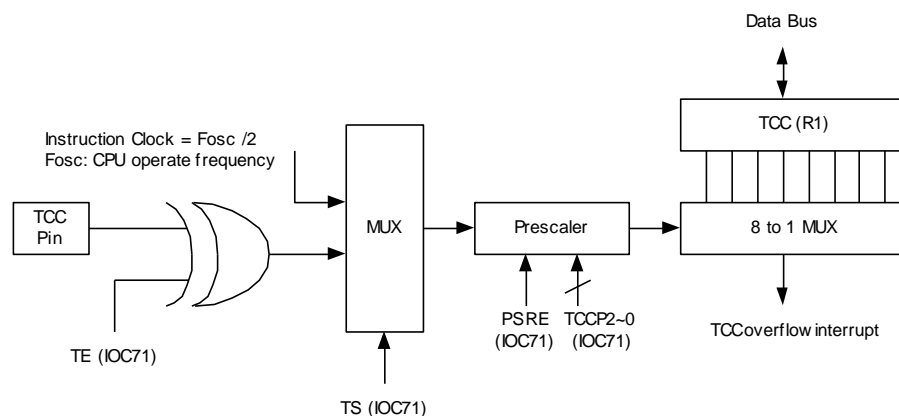 Data Bus
TCC (R1)
Instruction Clock = Fosc /2
Fosc: CPU operate frequency
TCC
Pin
MUX
Prescaler
8 to 1 MUX
PSRE
(IOC71)
TCCP2~0
(IOC71)
TCCoverflow interrupt
TE (IOC71)
TS (IOC71)